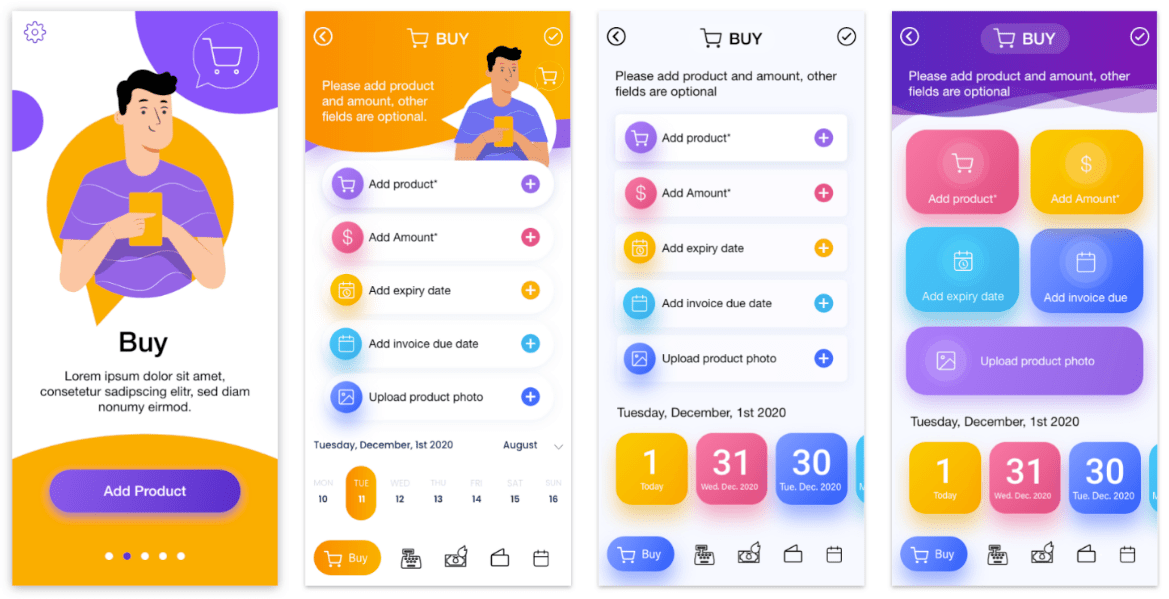 Buy
Lorem ipsum dolor sit amet,
consetetur sadipscing elitr, sed diam
nonumy eirmod.
Add Product
BUY
Please add product
and amount, other
fields are optional.
Add product*
Add Amount*
Add expiry date
Add invoice due date
Upload product photo
Tuesday, December, 1st 2020 August
MON TUE WED THU FRI SAT SUN
10 11 12 13 14 15 16
Buy
BUY
Please add product and amount, other
fields are optional
Add product*
Add Amount*
Add expiry date
Add invoice due date
Upload product photo
Tuesday, December, 1st 2020
1 31 30
Today Wed. Dec. 2020 Tue. Dec. 2020
Buy
BUY
Please add product and amount, other
fields are optional
Add product* Add Amount*
Add expiry date Add invoice due
Upload product photo
Tuesday, December, 1st 2020
1 31 30
Today Wed. Dec. 2020 Tue. Dec. 2020
Buy